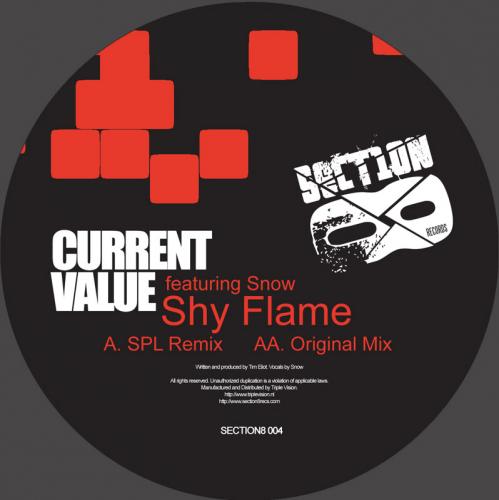 SECTION
RECORDS
CURRENT
VALUE
featuring Snow
Shy Flame
A. SPL Remix AA. Original Mix
Written and produced by Tim Eliot. Vocals by Snow
All rights reserved. Unauthorized duplication is a violation of applicable laws.
Manufactured and Distributed by Triple Vision.
http://www.triplevision.nl
http://www.section8recs.com
SECTION8 004